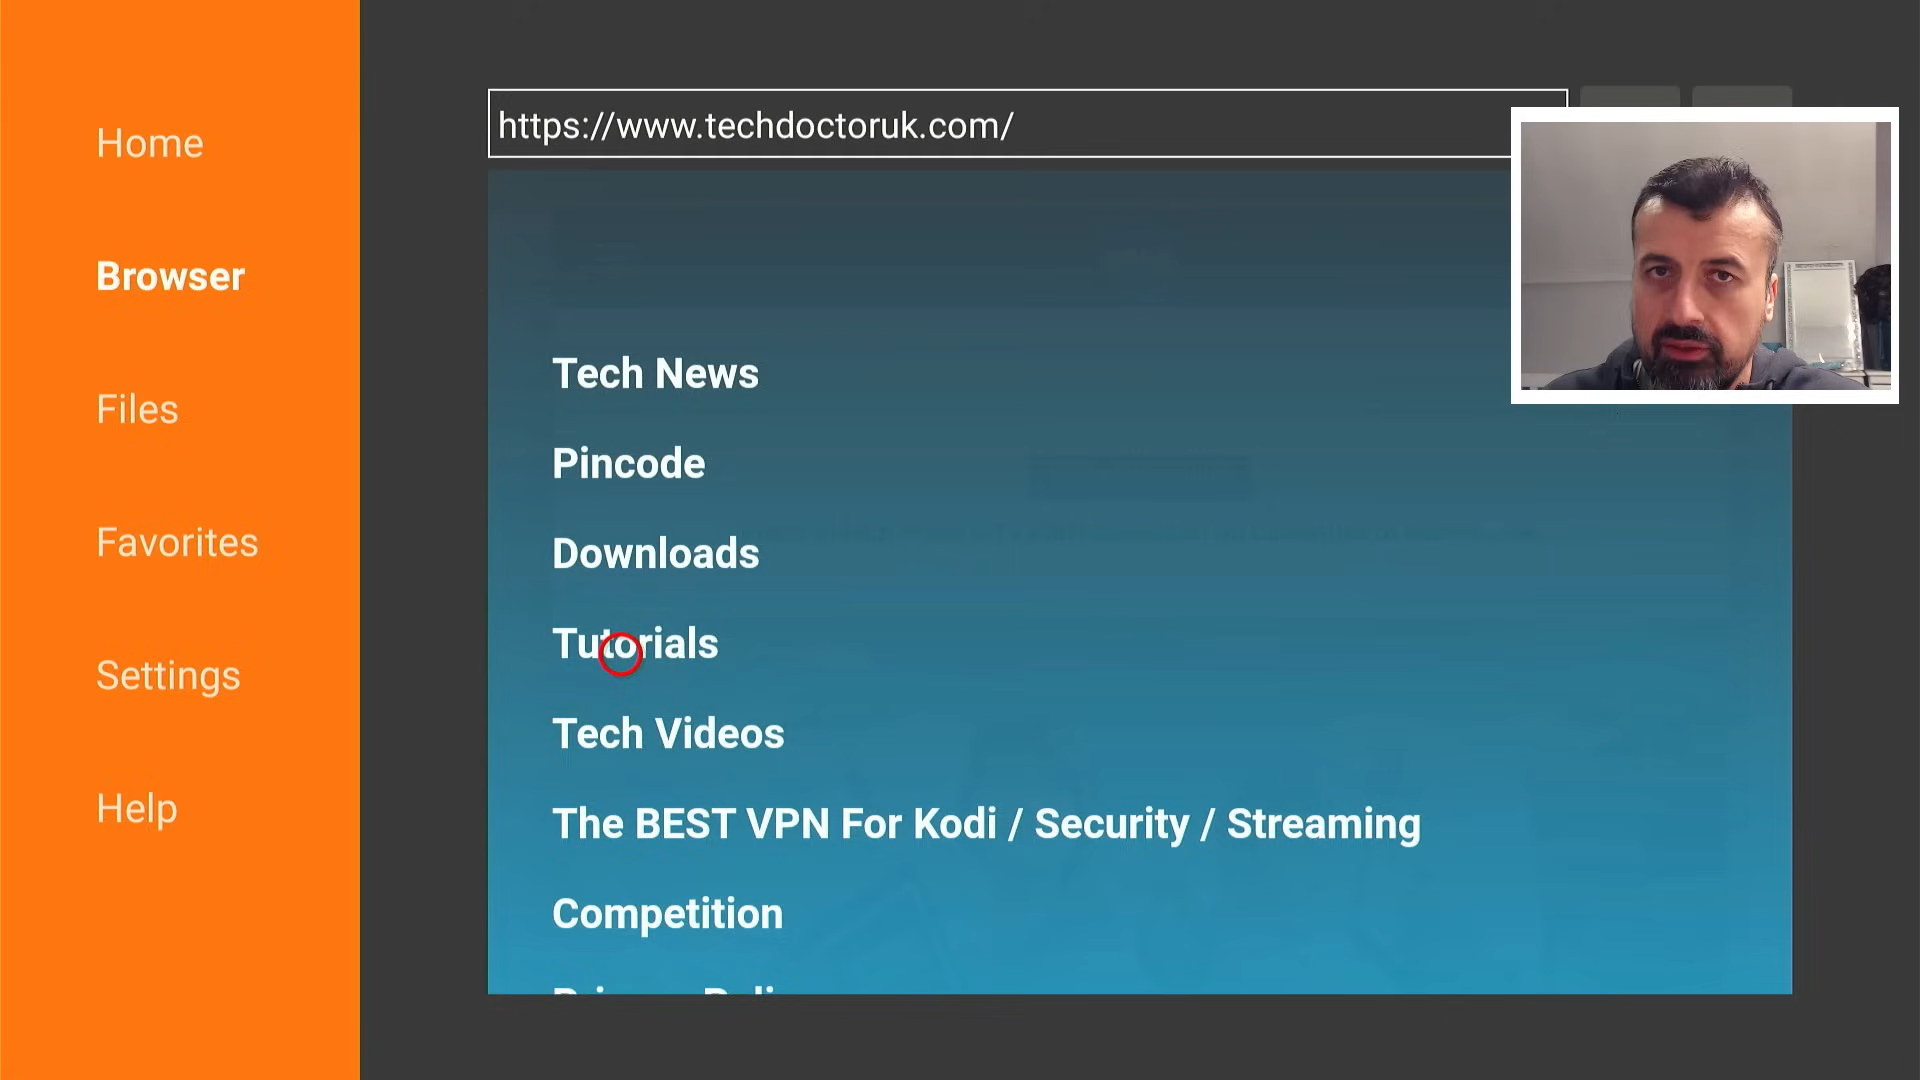 Home
Browser
Files
Favorites
Settings
Help
https://www.techdoctoruk.com/
Tech News
Pincode
Downloads
Tutorials
Tech Videos
The BEST VPN For Kodi / Security / Streaming
Competition